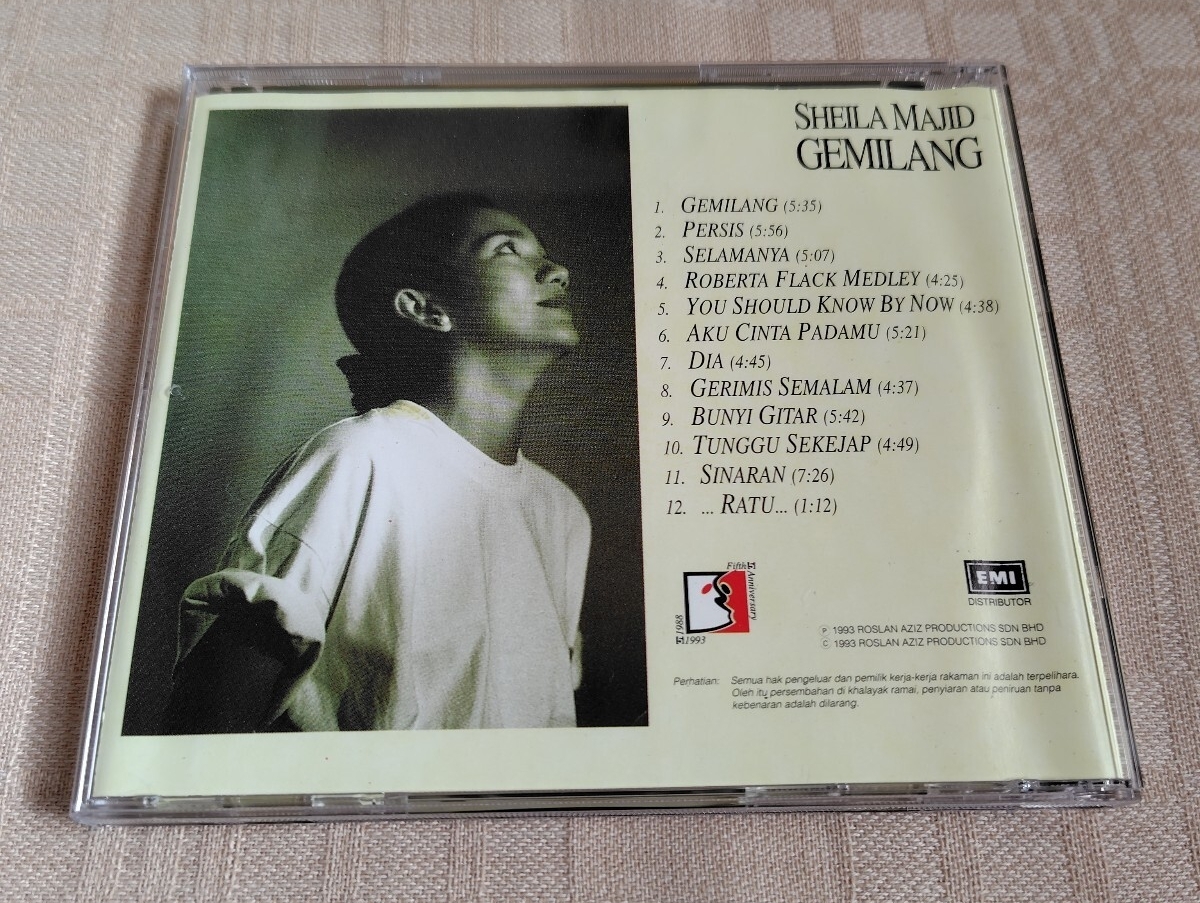 SHEILA MAJID
GEMILANG
1. GEMILANG (5:35)
2. PERSIS (5:56)
3. SELAMANYA (5:07)
4. ROBERTA FLACK MEDLEY (4:25)
5. YOU SHOULD KNOW BY NOW (4:38)
6. AKU CINTA PADAMU (5:21)
7. DIA (4:45)
8. GERIMIS SEMALAM (4:37)
9. BUNYI GITAR (5:42)
10. TUNGGU SEKEJAP (4:49)
11. SINARAN (7:26)
12. ... RATU... (1:12)
Fifth
Anniversary
1988
1993
EMI
DISTRIBUTOR
℗ 1993 ROSLAN AZIZ PRODUCTIONS SDN BHD
© 1993 ROSLAN AZIZ PRODUCTIONS SDN BHD
Perhatian: Semua hak pengeluar dan pemilik kerja-kerja rakaman ini adalah terpelihara.
Oleh itu persembahan di khalayak ramai, penyiaran atau peniruan tanpa
kebenaran adalah dilarang.